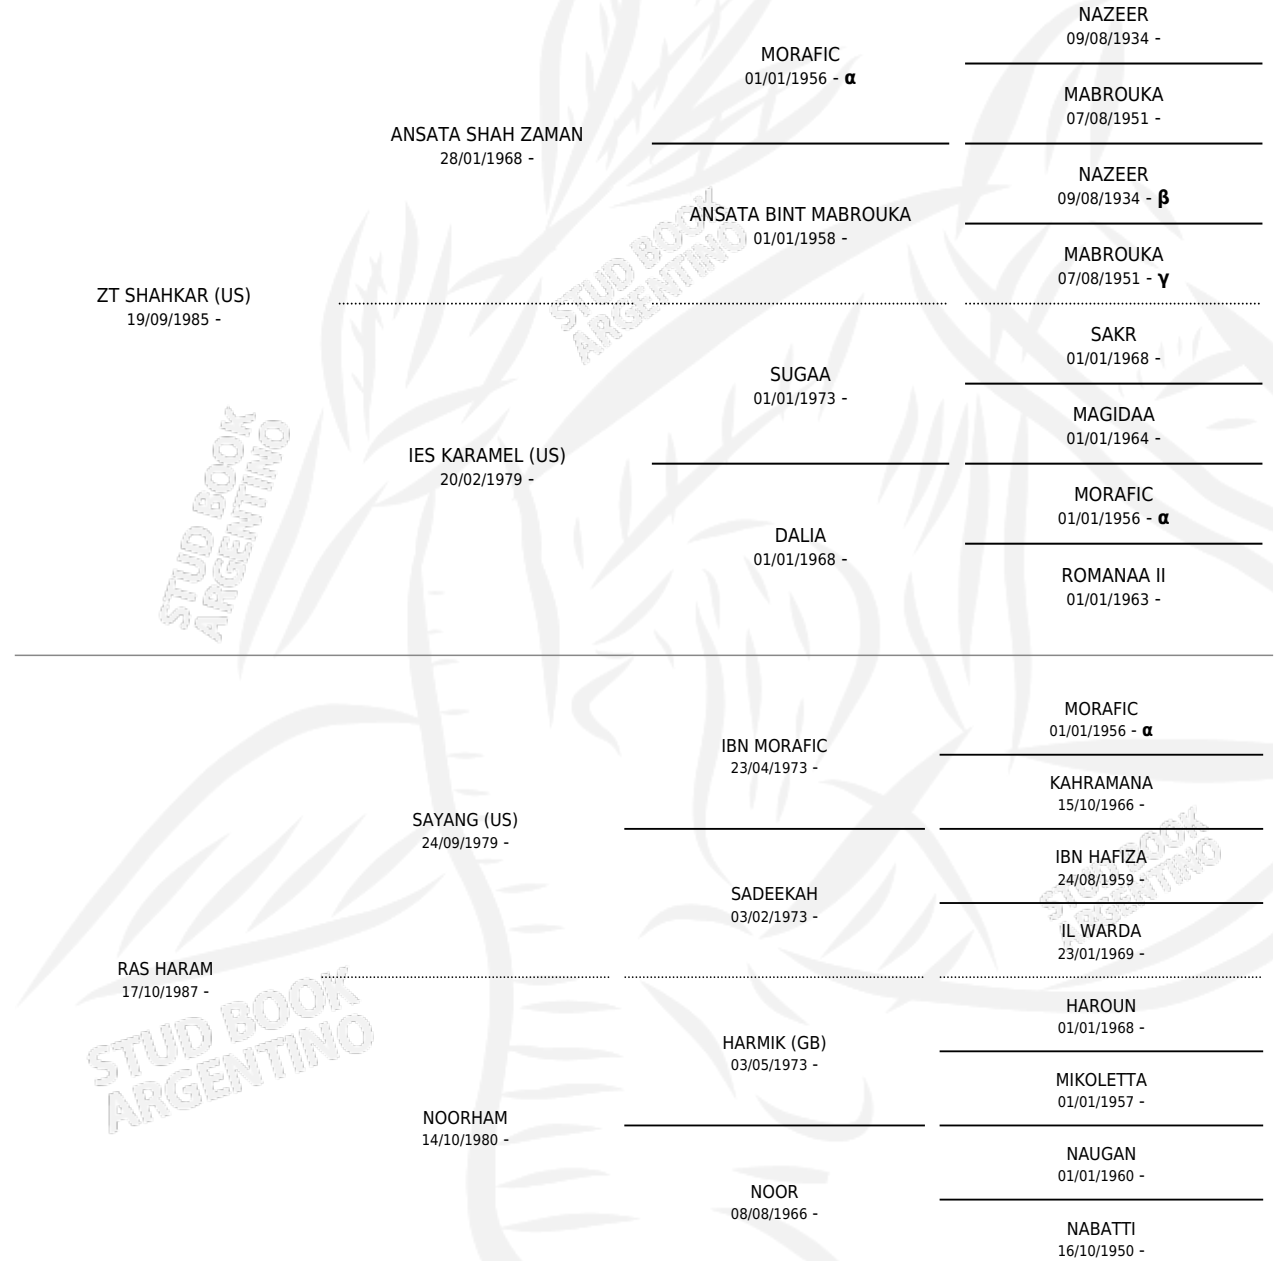 NAZEER
09/08/1934 -
MORAFIC
01/01/1956 - α
MABROUKA
07/08/1951 -
ANSATA SHAH ZAMAN
28/01/1968 -
NAZEER
09/08/1934 - β
ANSATA BINT MABROUKA
01/01/1958 -
MABROUKA
07/08/1951 - γ
ZT SHAHKAR (US)
19/09/1985 -
SAKR
01/01/1968 -
SUGAA
01/01/1973 -
MAGIDAA
01/01/1964 -
IES KARAMEL (US)
20/02/1979 -
MORAFIC
01/01/1956 - α
DALIA
01/01/1968 -
ROMANAA II
01/01/1963 -
MORAFIC
01/01/1956 - α
IBN MORAFIC
23/04/1973 -
KAHRAMANA
15/10/1966 -
SAYANG (US)
24/09/1979 -
IBN HAFIZA
24/08/1959 -
SADEEKAH
03/02/1973 -
IL WARDA
23/01/1969 -
RAS HARAM
17/10/1987 -
HAROUN
01/01/1968 -
HARMIK (GB)
03/05/1973 -
MIKOLETTA
01/01/1957 -
NOORHAM
14/10/1980 -
NAUGAN
01/01/1960 -
NOOR
08/08/1966 -
NABATTI
16/10/1950 -
STUD BOOK
ARGENTINO
STUD BOOK
ARGENTINO
STUD BOOK
ARGENTINO
STUD BOOK
ARGENTINO